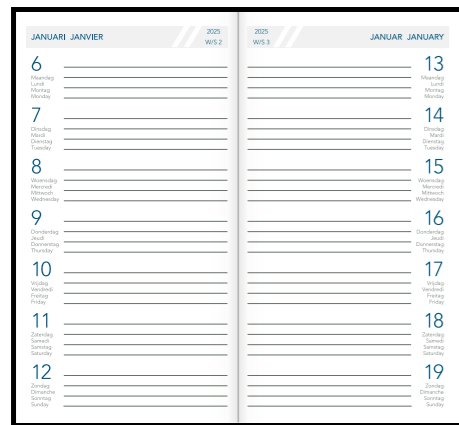 JANUARI JANVIER
2025
W/S.2
6
Maandag
Lundi
Montag
Monday
7
Dinsdag
Mardi
Dienstag
Tuesday
8
Woensdag
Mercredi
Mittwoch
Wednesday
9
Donderdag
Jeudi
Donnerstag
Thursday
10
Vrijdag
Vendredi
Freitag
Friday
11
Zaterdag
Samedi
Samstag
Saturday
12
Zondag
Dimanche
Sonntag
Sunday
2025
W/S.3
JANUAR JANUARY
13
Maandag
Lundi
Montag
Monday
14
Dinsdag
Mardi
Dienstag
Tuesday
15
Woensdag
Mercredi
Mittwoch
Wednesday
16
Donderdag
Jeudi
Donnerstag
Thursday
17
Vrijdag
Vendredi
Freitag
Friday
18
Zaterdag
Samedi
Samstag
Saturday
19
Zondag
Dimanche
Sonntag
Sunday